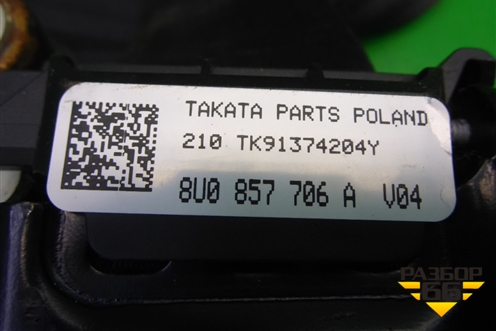 TAKATA PARTS POLAND
210 TK91374204Y
8U0 857 706 A V04
РАЗБОР
66